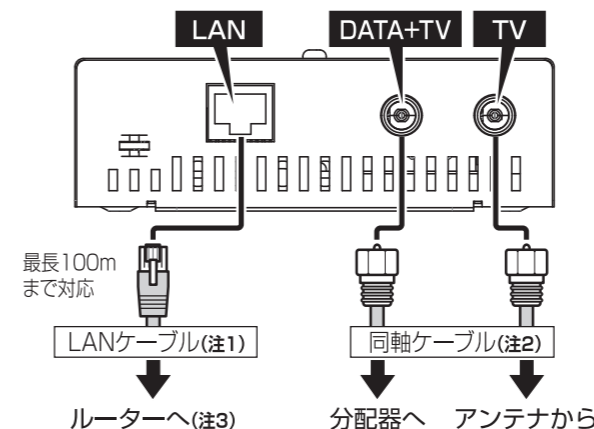 LAN
DATA+TV
TV
最長100m
まで対応
LANケーブル(注1)
同軸ケーブル(注2)
ルーターへ(注3)
分配器へ
アンテナから